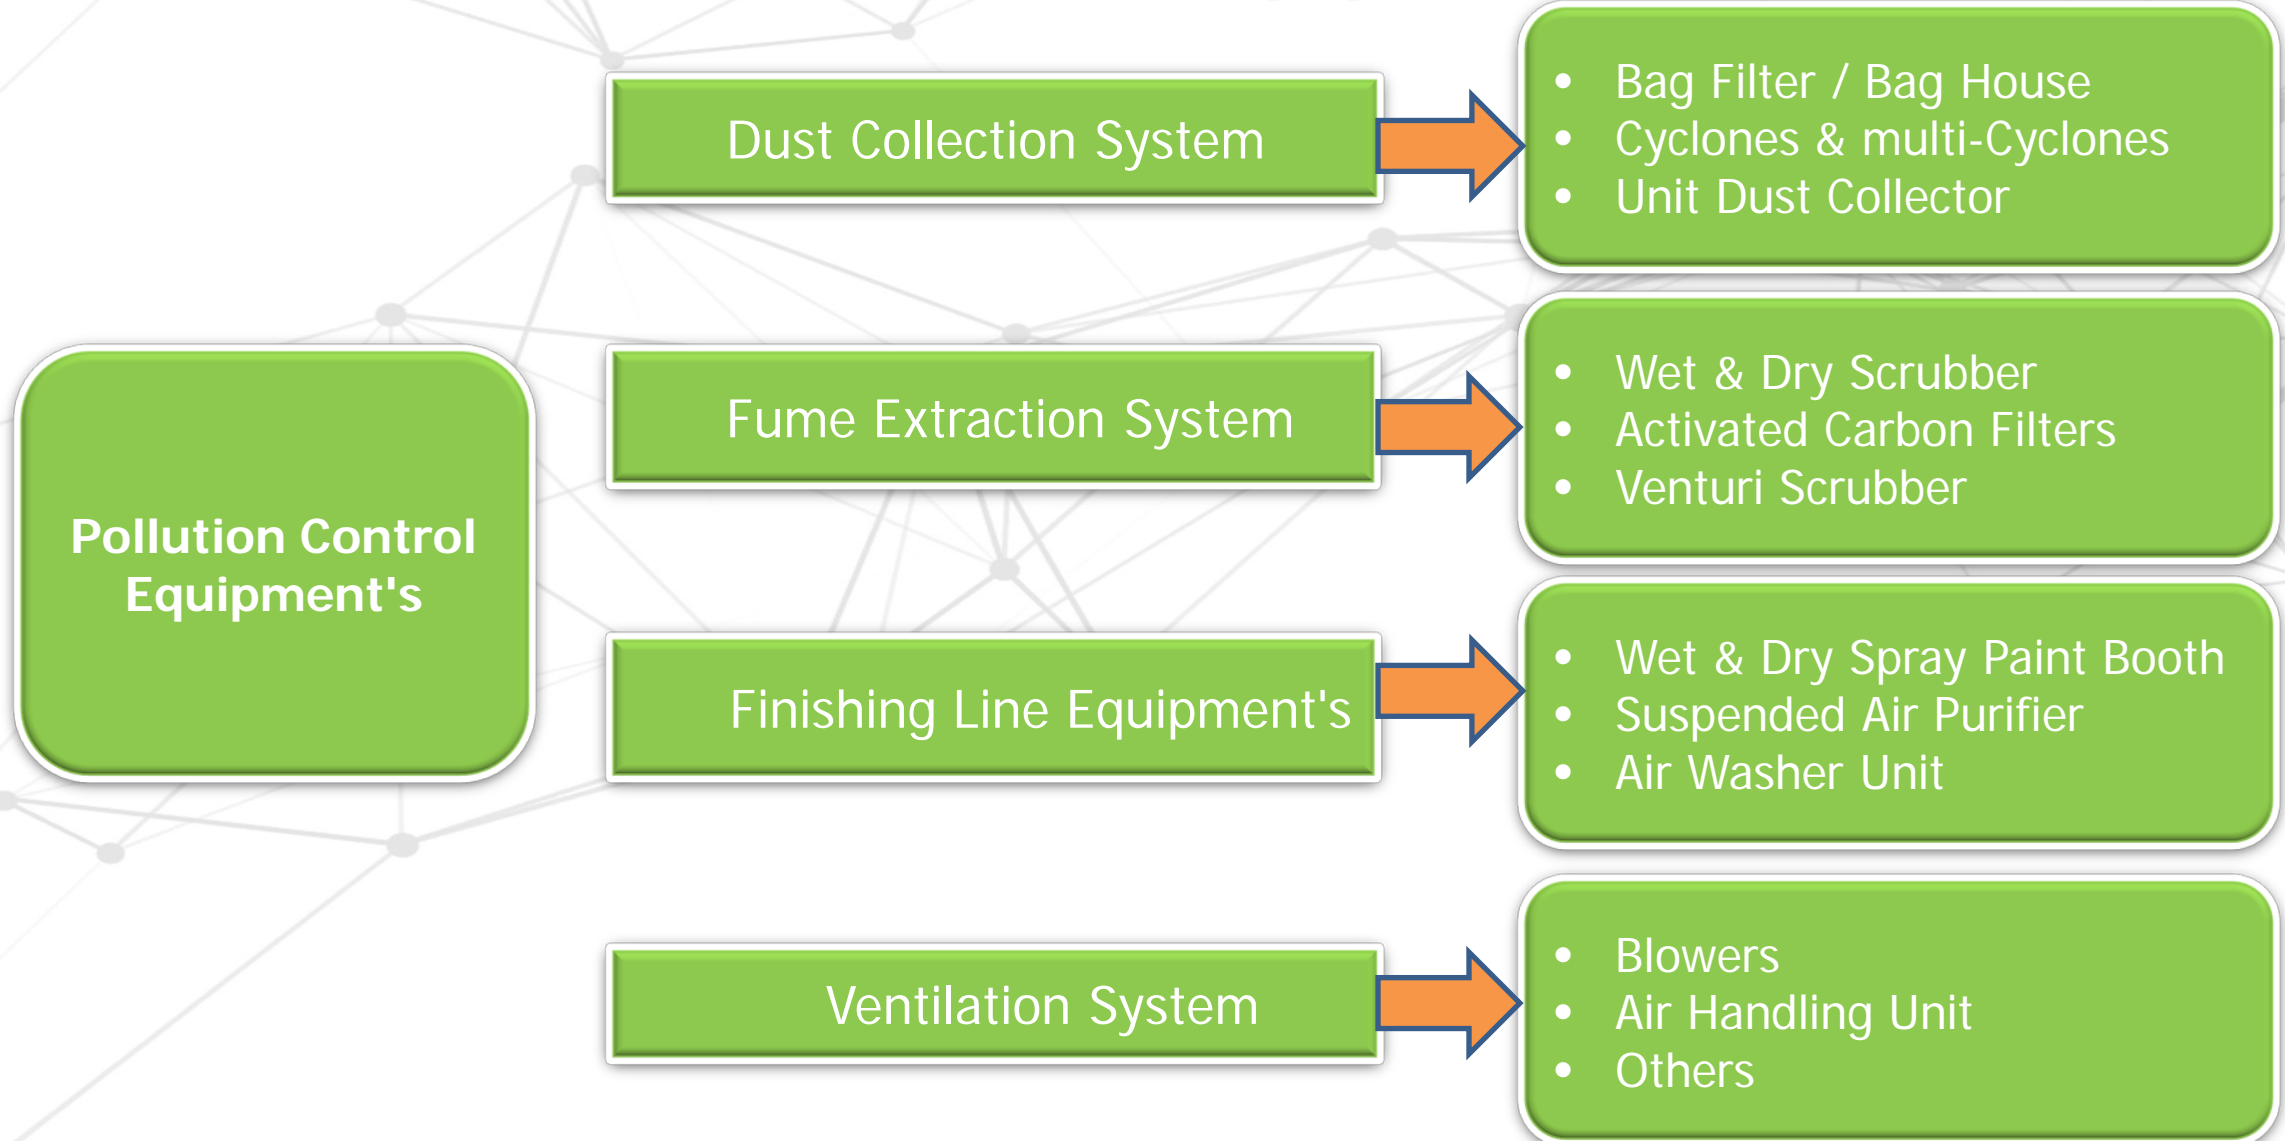 Pollution Control
Equipment's
Dust Collection System
• Bag Filter / Bag House
• Cyclones & multi-Cyclones
• Unit Dust Collector
Fume Extraction System
• Wet & Dry Scrubber
• Activated Carbon Filters
• Venturi Scrubber
Finishing Line Equipment's
• Wet & Dry Spray Paint Booth
• Suspended Air Purifier
• Air Washer Unit
Ventilation System
• Blowers
• Air Handling Unit
• Others